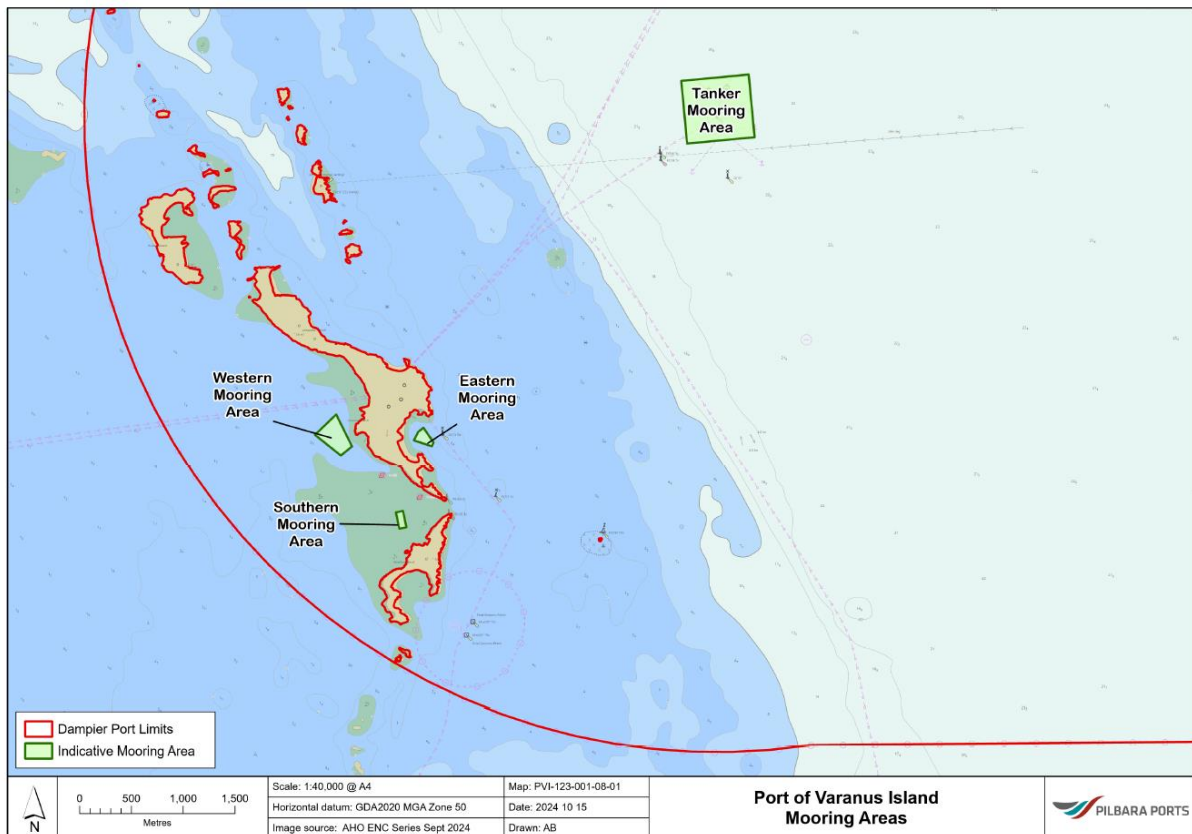 Tanker
Mooring
Area
Western
Mooring
Area
Eastern
Mooring
Area
Southern
Mooring
Area
Dampier Port Limits
Indicative Mooring Area
N
0 500 1,000 1,500
Metres
Scale: 1:40,000 @ A4
Horizontal datum: GDA2020 MGA Zone 50
Image source: AHO ENC Series Sept 2024
Map: PVI-123-001-08-01
Date: 2024 10 15
Drawn: AB
Port of Varanus Island
Mooring Areas
PILBARA PORTS